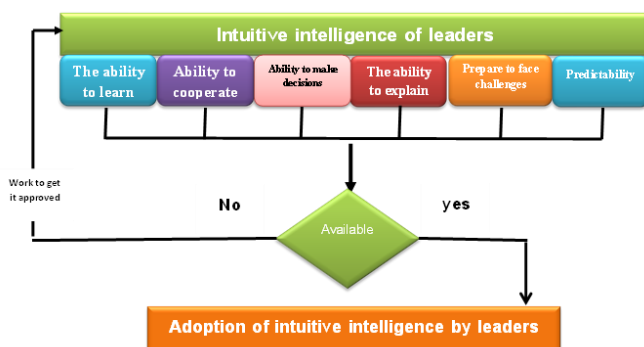 Intuitive intelligence of leaders
The ability
to learn
Ability to
cooperate
Ability to make
decisions
The ability
to explain
Prepare to face
challenges
Predictability
Work to get
it approved
No
yes
Available
Adoption of intuitive intelligence by leaders